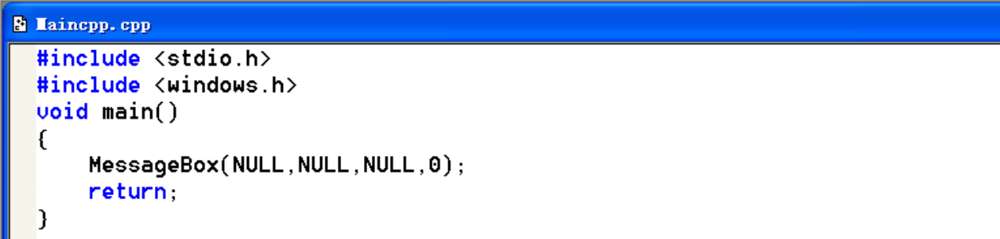 Maincpp.cpp
#include <stdio.h>
#include <windows.h>
void main()
{
    MessageBox(NULL,NULL,NULL,0);
    return;
}